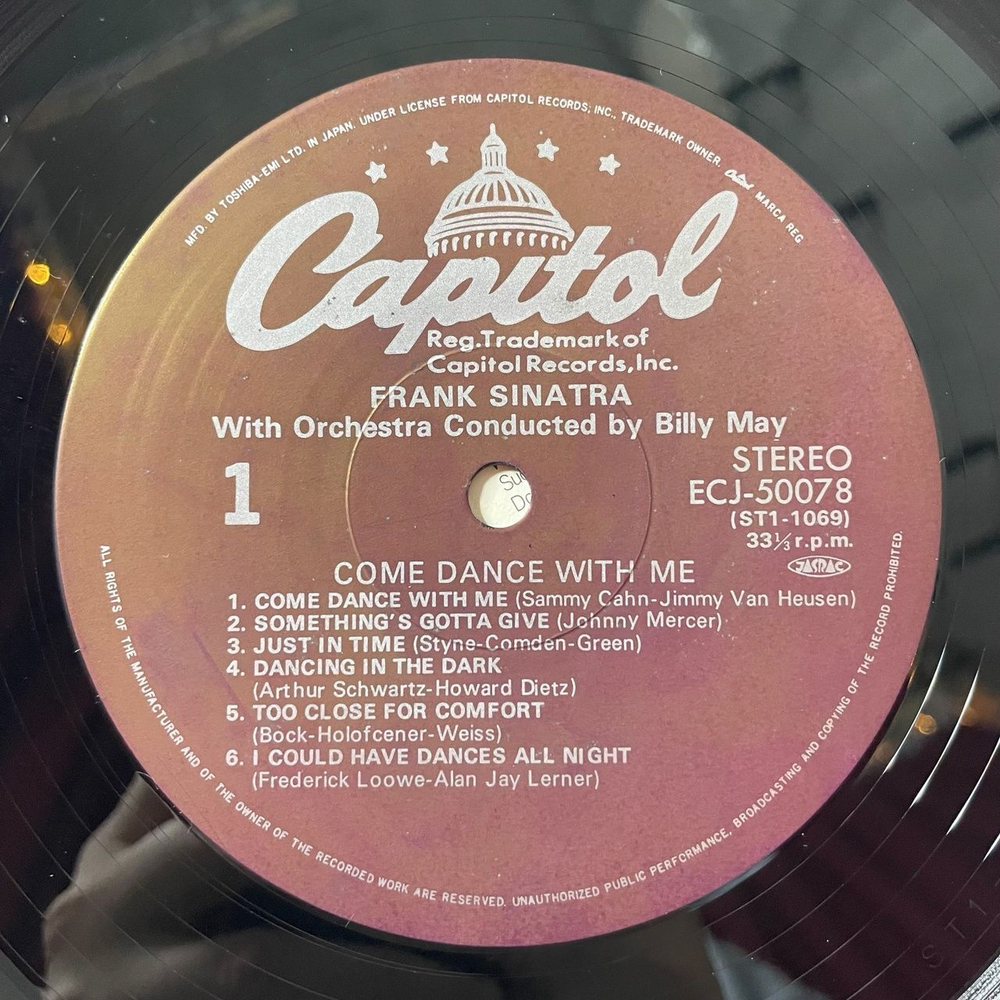 MFD. BY TOSHIBA-EMI LTD. IN JAPAN. UNDER LICENSE FROM CAPITOL RECORDS, INC., TRADEMARK OWNER. Capitol MARCA REG
Capitol
Reg.Trademark of
Capitol Records,Inc.
FRANK SINATRA
With Orchestra Conducted by Billy May
1
STEREO
ECJ-50078
(ST1-1069)
33⅓ r.p.m.
JASRAC
COME DANCE WITH ME
1. COME DANCE WITH ME (Sammy Cahn-Jimmy Van Heusen)
2. SOMETHING'S GOTTA GIVE (Johnny Mercer)
3. JUST IN TIME (Styne-Comden-Green)
4. DANCING IN THE DARK
(Arthur Schwartz-Howard Dietz)
5. TOO CLOSE FOR COMFORT
(Bock-Holofcener-Weiss)
6. I COULD HAVE DANCES ALL NIGHT
(Frederick Loowe-Alan Jay Lerner)
ALL RIGHTS OF THE MANUFACTURER AND OF THE OWNER OF THE RECORDED WORK ARE RESERVED. UNAUTHORIZED PUBLIC PERFORMANCE, BROADCASTING AND COPYING OF THE RECORD PROHIBITED.
ST1